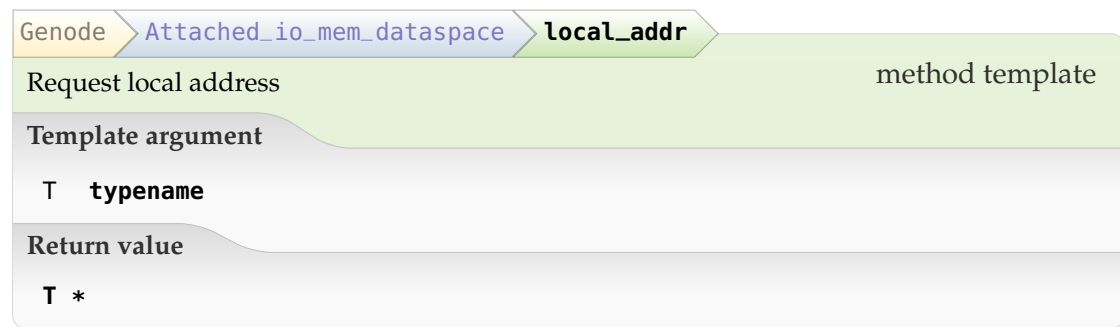 Genode Attached_io_mem_dataspace local_addr
Request local address method template
Template argument
T typename
Return value
T *